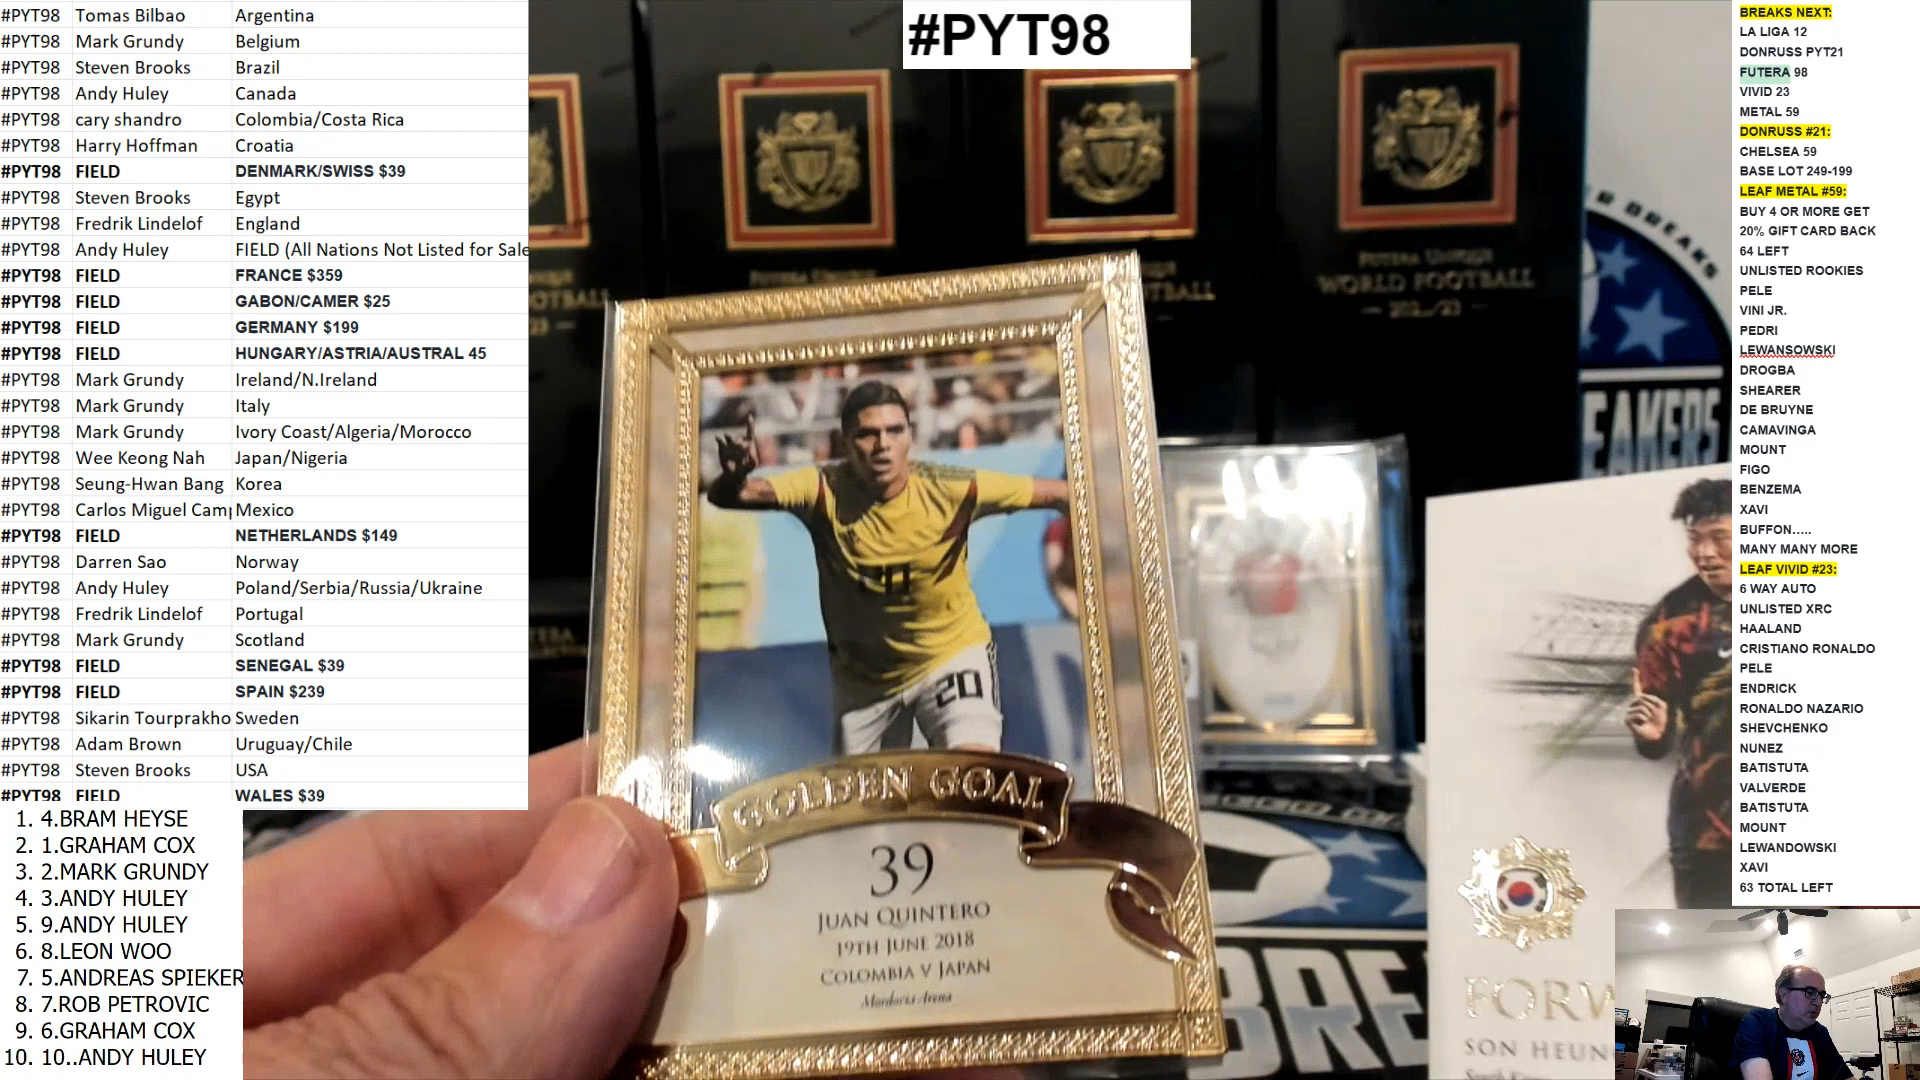 #PYT98 Tomas Bilbao Argentina
#PYT98 Mark Grundy Belgium
#PYT98 Steven Brooks Brazil
#PYT98 Andy Huley Canada
#PYT98 cary shandro Colombia/Costa Rica
#PYT98 Harry Hoffman Croatia
#PYT98 FIELD DENMARK/SWISS $39
#PYT98 Steven Brooks Egypt
#PYT98 Fredrik Lindelof England
#PYT98 Andy Huley FIELD (All Nations Not Listed for Sale
#PYT98 FIELD FRANCE $359
#PYT98 FIELD GABON/CAMER $25
#PYT98 FIELD GERMANY $199
#PYT98 FIELD HUNGARY/ASTRIA/AUSTRAL 45
#PYT98 Mark Grundy Ireland/N.Ireland
#PYT98 Mark Grundy Italy
#PYT98 Mark Grundy Ivory Coast/Algeria/Morocco
#PYT98 Wee Keong Nah Japan/Nigeria
#PYT98 Seung-Hwan Bang Korea
#PYT98 Carlos Miguel Camp Mexico
#PYT98 FIELD NETHERLANDS $149
#PYT98 Darren Sao Norway
#PYT98 Andy Huley Poland/Serbia/Russia/Ukraine
#PYT98 Fredrik Lindelof Portugal
#PYT98 Mark Grundy Scotland
#PYT98 FIELD SENEGAL $39
#PYT98 FIELD SPAIN $239
#PYT98 Sikarin Tourprakho Sweden
#PYT98 Adam Brown Uruguay/Chile
#PYT98 Steven Brooks USA
#PYT98 FIELD WALES $39
1. 4.BRAM HEYSE
2. 1.GRAHAM COX
3. 2.MARK GRUNDY
4. 3.ANDY HULEY
5. 9.ANDY HULEY
6. 8.LEON WOO
7. 5.ANDREAS SPIEKER
8. 7.ROB PETROVIC
9. 6.GRAHAM COX
10. 10..ANDY HULEY
#PYT98
FUTERA UNIQUE
WORLD FOOTBALL
20
GOLDEN GOAL
39
JUAN QUINTERO
19TH JUNE 2018
COLOMBIA V JAPAN
Mordovia Arena
BREAKS
EAKERS
BRE
FORW
SON HEUN
BREAKS NEXT:
LA LIGA 12
DONRUSS PYT21
FUTERA 98
VIVID 23
METAL 59
DONRUSS #21:
CHELSEA 59
BASE LOT 249-199
LEAF METAL #59:
BUY 4 OR MORE GET
20% GIFT CARD BACK
64 LEFT
UNLISTED ROOKIES
PELE
VINI JR.
PEDRI
LEWANSOWSKI
DROGBA
SHEARER
DE BRUYNE
CAMAVINGA
MOUNT
FIGO
BENZEMA
XAVI
BUFFON.....
MANY MANY MORE
LEAF VIVID #23:
6 WAY AUTO
UNLISTED XRC
HAALAND
CRISTIANO RONALDO
PELE
ENDRICK
RONALDO NAZARIO
SHEVCHENKO
NUNEZ
BATISTUTA
VALVERDE
BATISTUTA
MOUNT
LEWANDOWSKI
XAVI
63 TOTAL LEFT